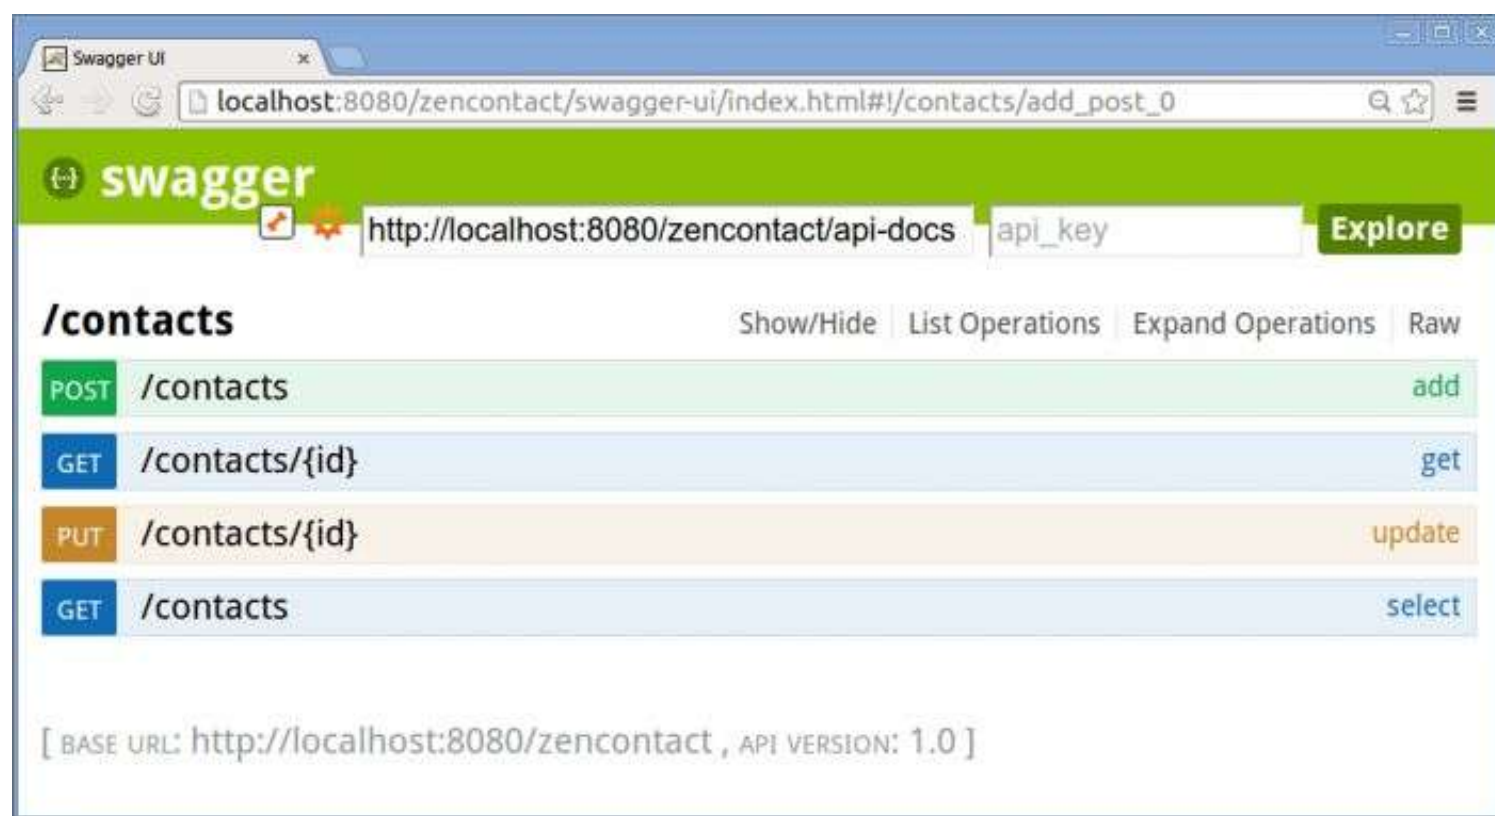 Swagger UI
localhost:8080/zencontact/swagger-ui/index.html#!/contacts/add_post_0
{···} swagger
http://localhost:8080/zencontact/api-docs api_key Explore
/contacts Show/Hide List Operations Expand Operations Raw
POST /contacts add
GET /contacts/{id} get
PUT /contacts/{id} update
GET /contacts select
[ BASE URL: http://localhost:8080/zencontact , API VERSION: 1.0 ]